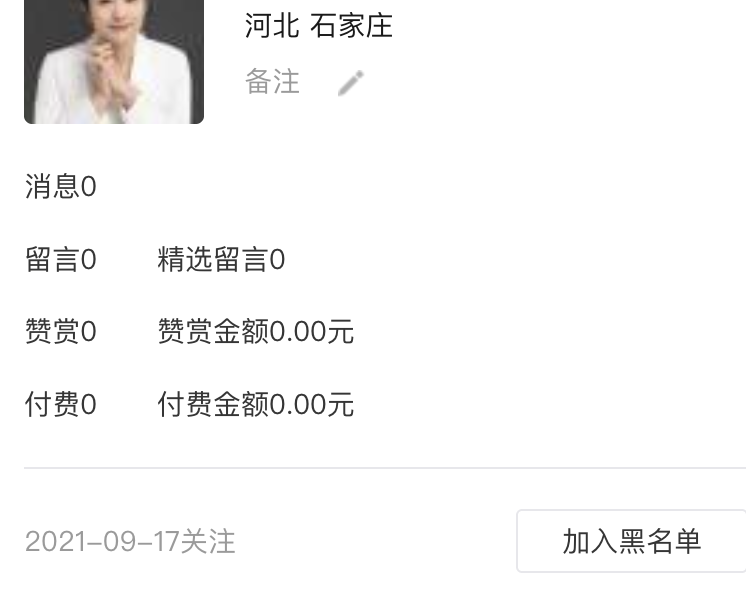 河北 石家庄
备注
消息0
留言0 精选留言0
赞赏0 赞赏金额0.00元
付费0 付费金额0.00元
2021-09-17关注 加入黑名单